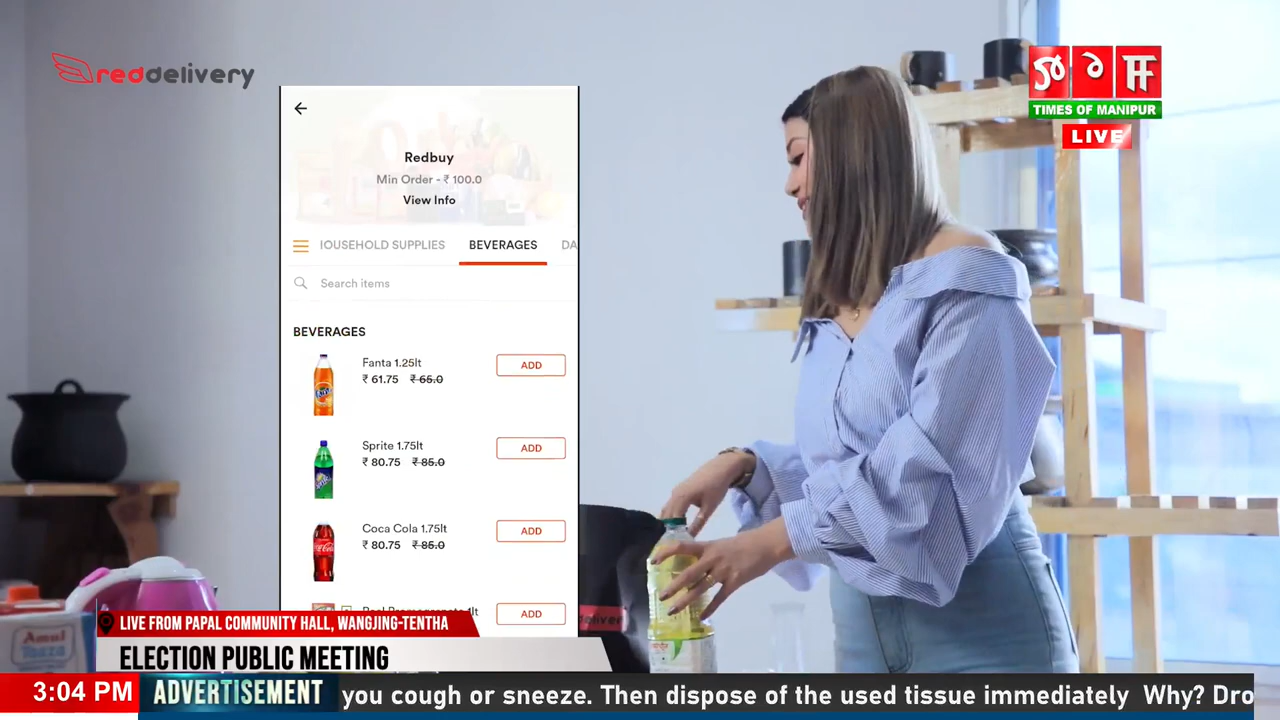 reddelivery
Redbuy
Min Order - ₹ 100.0
View Info
IOUSEHOLD SUPPLIES
BEVERAGES
DA
Search items
BEVERAGES
Fanta 1.25lt
₹ 61.75 ₹ 65.0
ADD
Sprite 1.75lt
₹ 80.75 ₹ 85.0
ADD
Coca Cola 1.75lt
₹ 80.75 ₹ 85.0
ADD
ADD
TIMES OF MANIPUR
LIVE
Amul
Taaza
LIVE FROM PAPAL COMMUNITY HALL, WANGJING-TENTHA
ELECTION PUBLIC MEETING
3:04 PM
ADVERTISEMENT
you cough or sneeze. Then dispose of the used tissue immediately Why? Dro